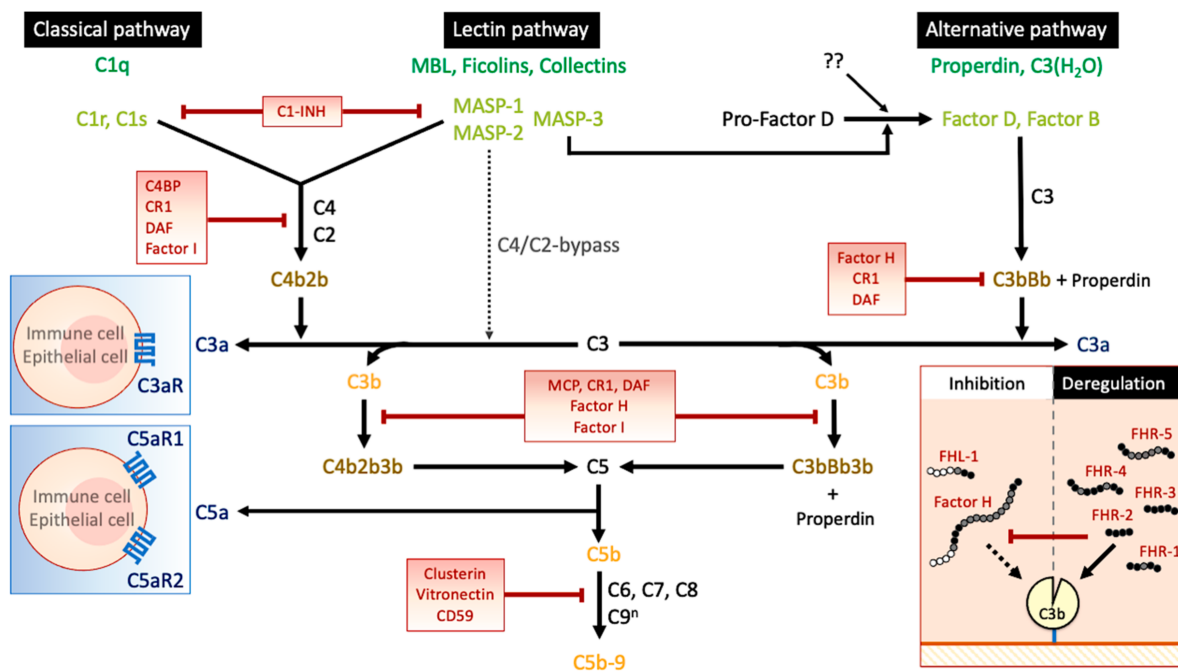 Classical pathway
Lectin pathway
Alternative pathway
C1q
MBL, Ficolins, Collectins
??
Properdin, C3(H₂O)
C1r, C1s
C1-INH
MASP-1
MASP-2
MASP-3
Pro-Factor D
Factor D, Factor B
C4BP
CR1
DAF
Factor I
C4
C2
C4/C2-bypass
C3
C4b2b
Factor H
CR1
DAF
C3bBb + Properdin
Immune cell
Epithelial cell
C3aR
C3a
C3
C3a
C3b
MCP, CR1, DAF
Factor H
Factor I
C3b
C4b2b3b
C5
C3bBb3b
+
Properdin
C5aR1
Immune cell
Epithelial cell
C5aR2
C5a
C5b
Clusterin
Vitronectin
CD59
C6, C7, C8
C9ⁿ
C5b-9
Inhibition
Deregulation
FHL-1
Factor H
FHR-5
FHR-4
FHR-3
FHR-2
FHR-1
C3b